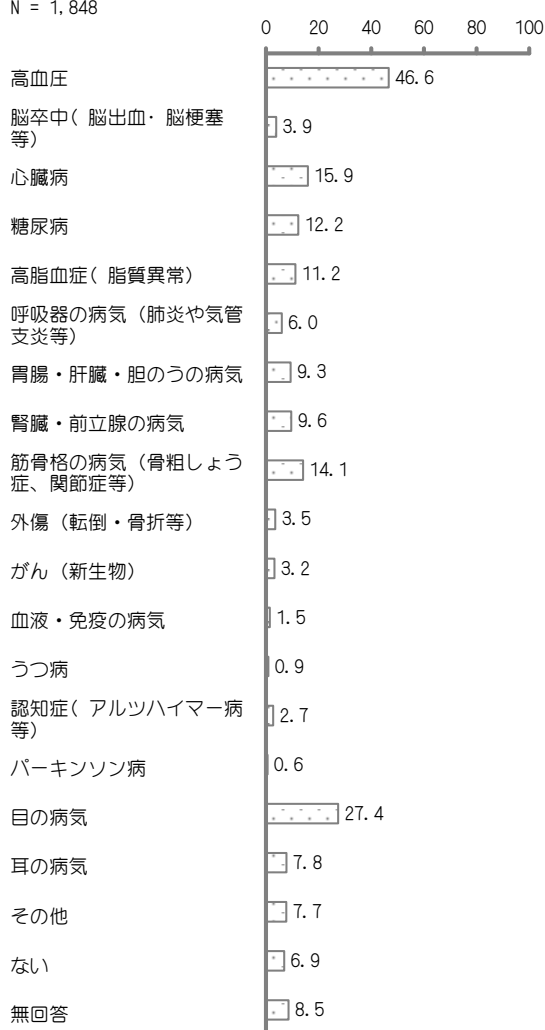 N = 1,848
0 20 40 60 80 100
高血圧 46.6
脳卒中( 脳出血・ 脳梗塞
等) 3.9
心臓病 15.9
糖尿病 12.2
高脂血症( 脂質異常) 11.2
呼吸器の病気（肺炎や気管
支炎等） 6.0
胃腸・肝臓・胆のうの病気 9.3
腎臓・前立腺の病気 9.6
筋骨格の病気（骨粗しょう
症、関節症等） 14.1
外傷（転倒・骨折等） 3.5
がん（新生物） 3.2
血液・免疫の病気 1.5
うつ病 0.9
認知症( アルツハイマー病
等) 2.7
パーキンソン病 0.6
目の病気 27.4
耳の病気 7.8
その他 7.7
ない 6.9
無回答 8.5